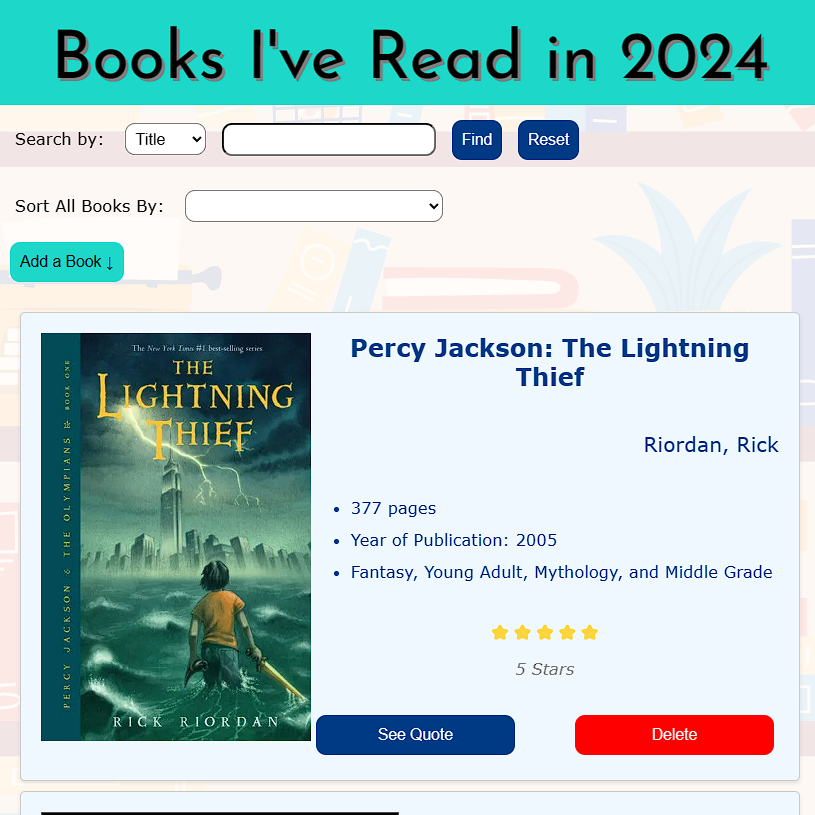 Books I've Read in 2024
Search by: Title Find Reset
Sort All Books By:
Add a Book ↓
The New York Times #1 best-selling series
THE
LIGHTNING
THIEF
PERCY JACKSON & THE OLYMPIANS BOOK ONE
RICK RIORDAN
Percy Jackson: The Lightning
Thief
Riordan, Rick
• 377 pages
• Year of Publication: 2005
• Fantasy, Young Adult, Mythology, and Middle Grade
5 Stars
See Quote Delete